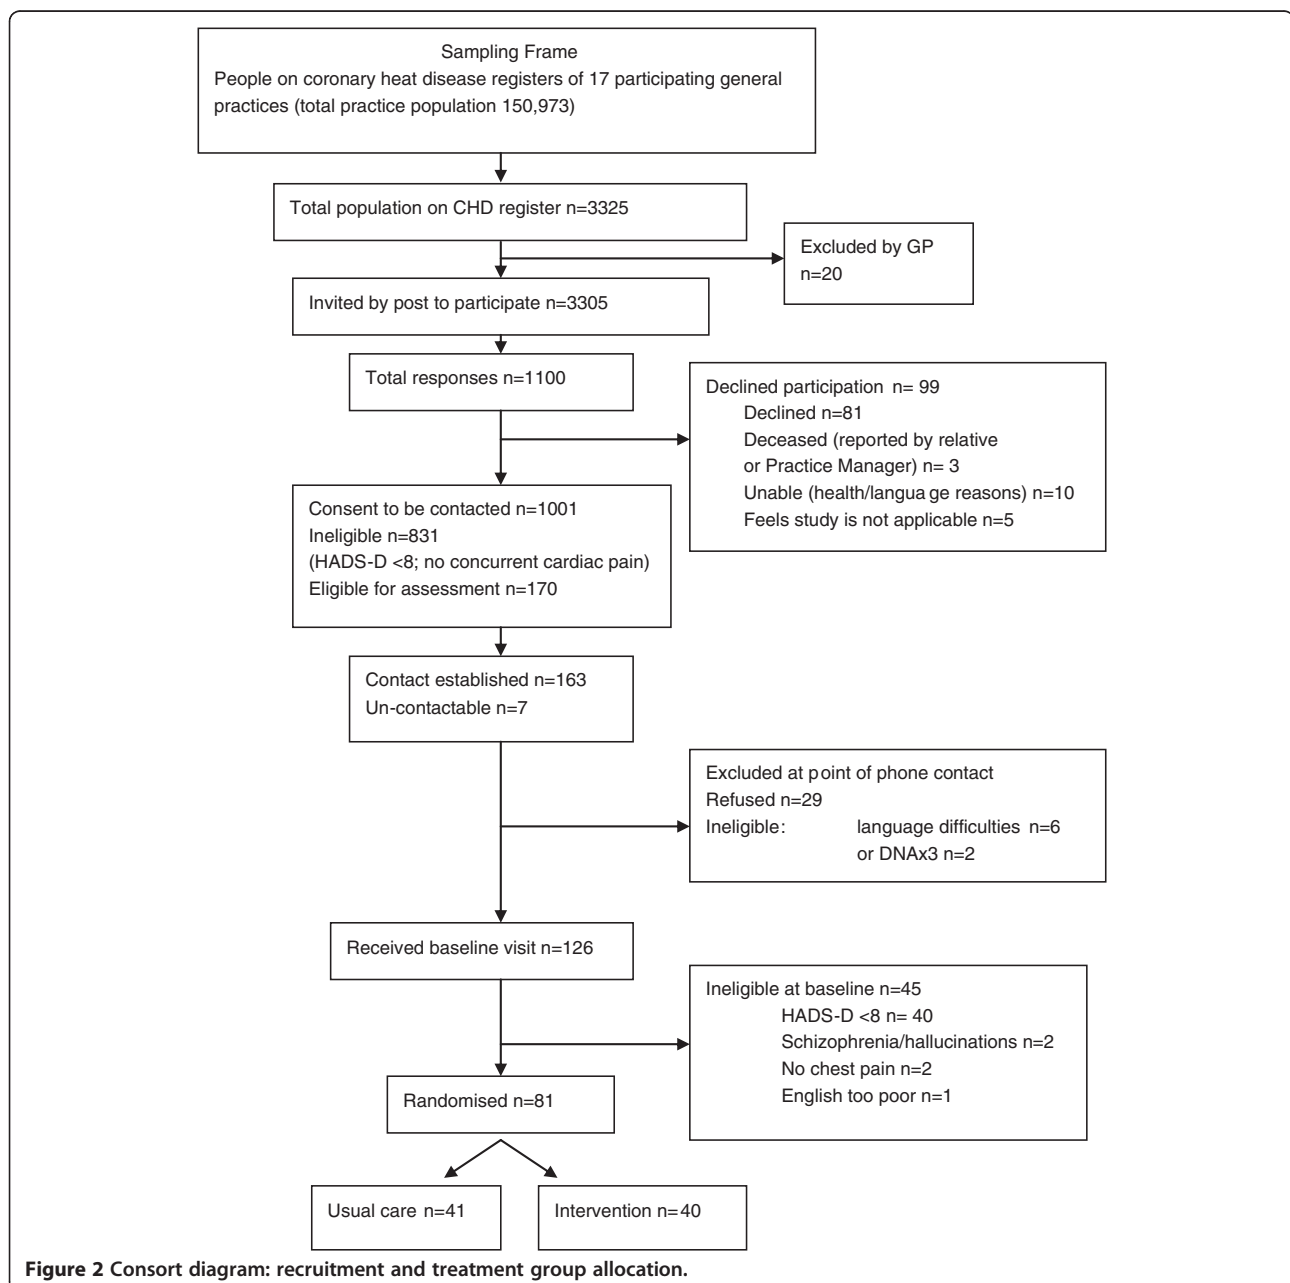 Sampling Frame
People on coronary heat disease registers of 17 participating general
practices (total practice population 150,973)
Total population on CHD register n=3325
Excluded by GP
n=20
Invited by post to participate n=3305
Total responses n=1100
Declined participation n= 99
Declined n=81
Deceased (reported by relative
or Practice Manager) n= 3
Unable (health/langua ge reasons) n=10
Feels study is not applicable n=5
Consent to be contacted n=1001
Ineligible n=831
(HADS-D <8; no concurrent cardiac pain)
Eligible for assessment n=170
Contact established n=163
Un-contactable n=7
Excluded at point of phone contact
Refused n=29
Ineligible: language difficulties n=6
or DNAx3 n=2
Received baseline visit n=126
Ineligible at baseline n=45
HADS-D <8 n= 40
Schizophrenia/hallucinations n=2
No chest pain n=2
English too poor n=1
Randomised n=81
Usual care n=41
Intervention n=40
Figure 2 Consort diagram: recruitment and treatment group allocation.